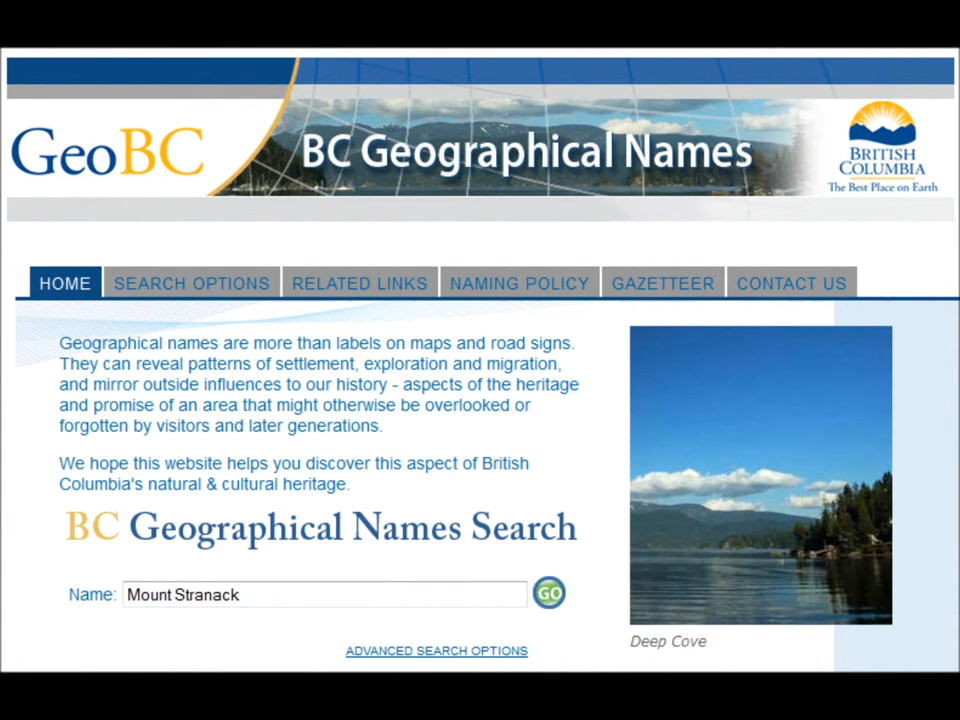 GeoBC
BC Geographical Names
BRITISH
COLUMBIA
The Best Place on Earth
HOME
SEARCH OPTIONS
RELATED LINKS
NAMING POLICY
GAZETTEER
CONTACT US
Geographical names are more than labels on maps and road signs.
They can reveal patterns of settlement, exploration and migration,
and mirror outside influences to our history - aspects of the heritage
and promise of an area that might otherwise be overlooked or
forgotten by visitors and later generations.
We hope this website helps you discover this aspect of British
Columbia's natural & cultural heritage.
BC Geographical Names Search
Name: Mount Stranack GO
ADVANCED SEARCH OPTIONS
Deep Cove